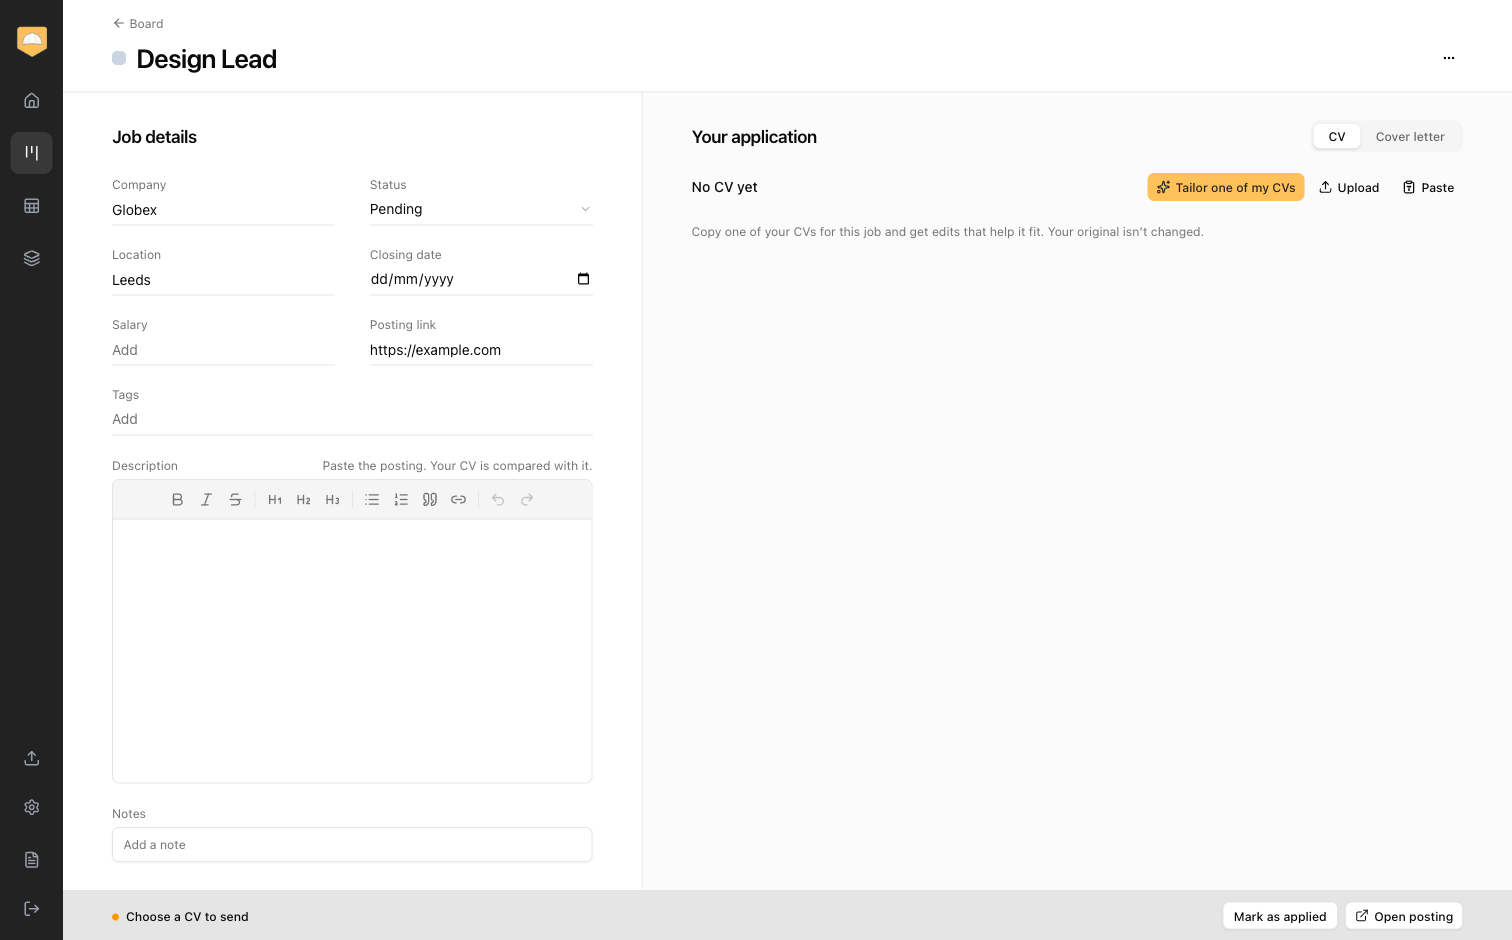 Board
Design Lead
Job details
Company
Globex
Status
Pending
Location
Leeds
Closing date
dd/mm/yyyy
Salary
Add
Posting link
https://example.com
Tags
Add
Description
Paste the posting. Your CV is compared with it.
H1 H2 H3
Notes
Add a note
Your application
CV
Cover letter
No CV yet
Tailor one of my CVs
Upload
Paste
Copy one of your CVs for this job and get edits that help it fit. Your original isn't changed.
Choose a CV to send
Mark as applied
Open posting